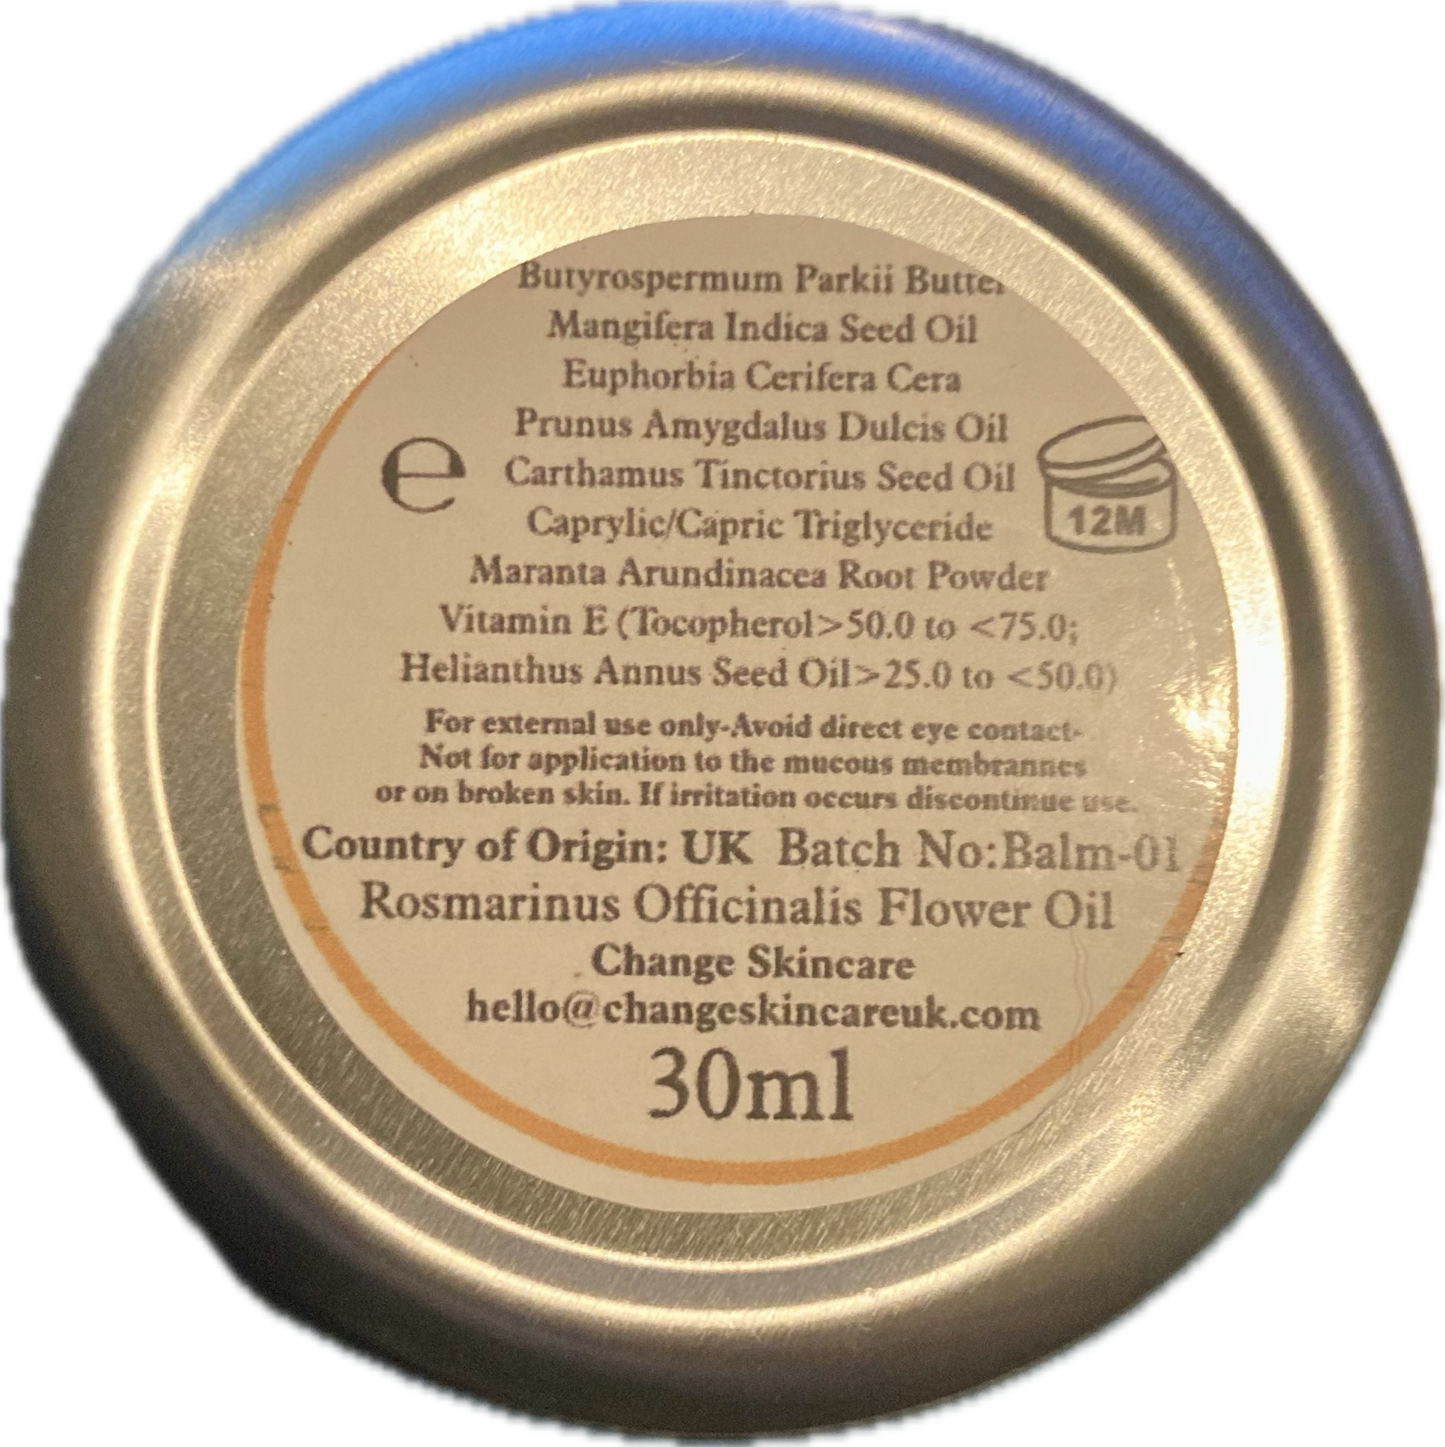 Butyrospermum Parkii Butter
Mangifera Indica Seed Oil
Euphorbia Cerifera Cera
Prunus Amygdalus Dulcis Oil
e
Carthamus Tinctorius Seed Oil
Caprylic/Capric Triglyceride
12M
Maranta Arundinacea Root Powder
Vitamin E (Tocopherol>50.0 to <75.0;
Helianthus Annus Seed Oil>25.0 to <50.0)
For external use only-Avoid direct eye contact-
Not for application to the mucous membrannes
or on broken skin. If irritation occurs discontinue use.
Country of Origin: UK Batch No:Balm-01
Rosmarinus Officinalis Flower Oil
Change Skincare
hello@changeskincareuk.com
30ml